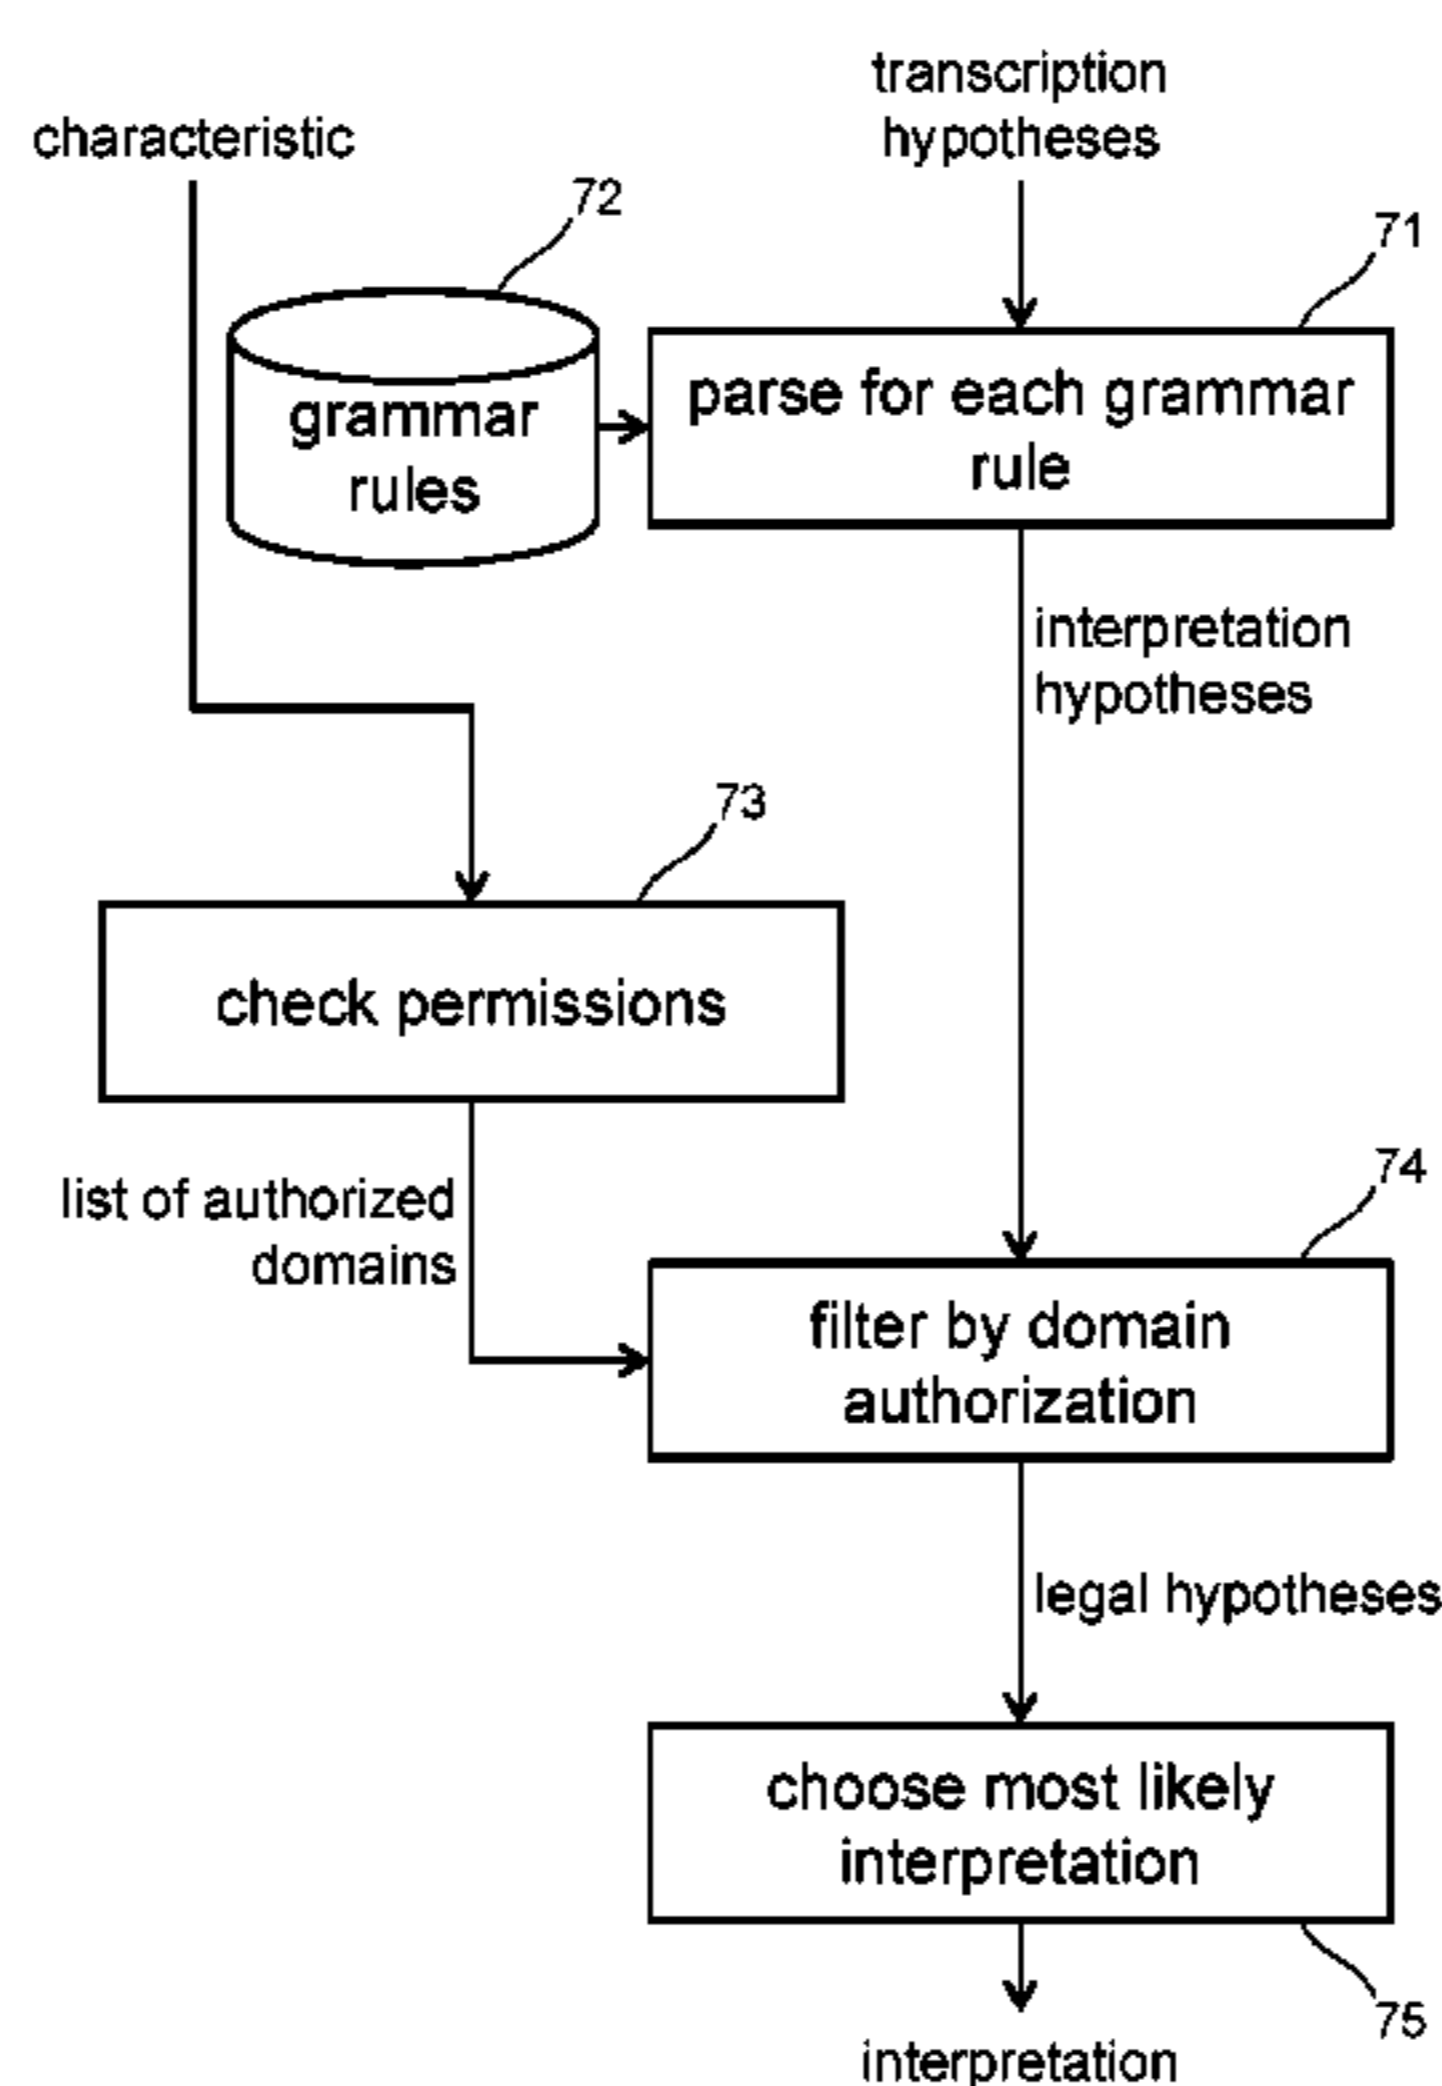 transcription
hypotheses
characteristic
72
71
grammar
rules
parse for each grammar
rule
interpretation
hypotheses
73
check permissions
list of authorized
domains
74
filter by domain
authorization
legal hypotheses
choose most likely
interpretation
75
interpretation